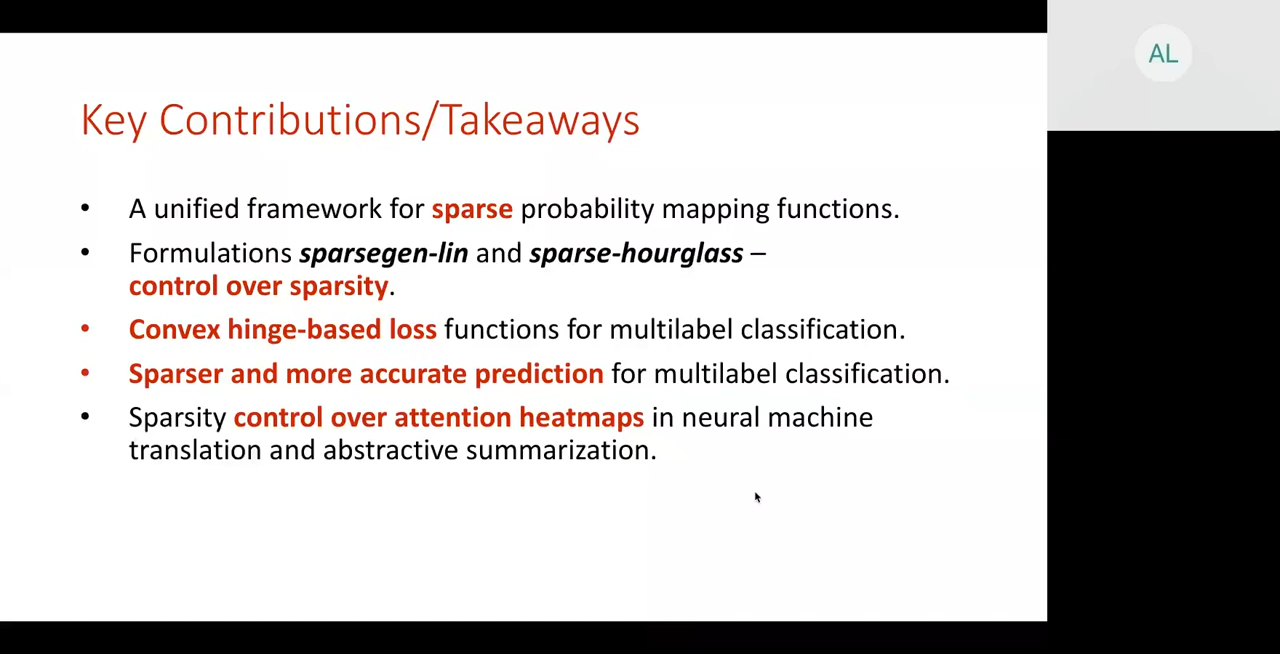 AL
Key Contributions/Takeaways
• A unified framework for sparse probability mapping functions.
• Formulations sparsegen-lin and sparse-hourglass –
control over sparsity.
• Convex hinge-based loss functions for multilabel classification.
• Sparser and more accurate prediction for multilabel classification.
• Sparsity control over attention heatmaps in neural machine
translation and abstractive summarization.